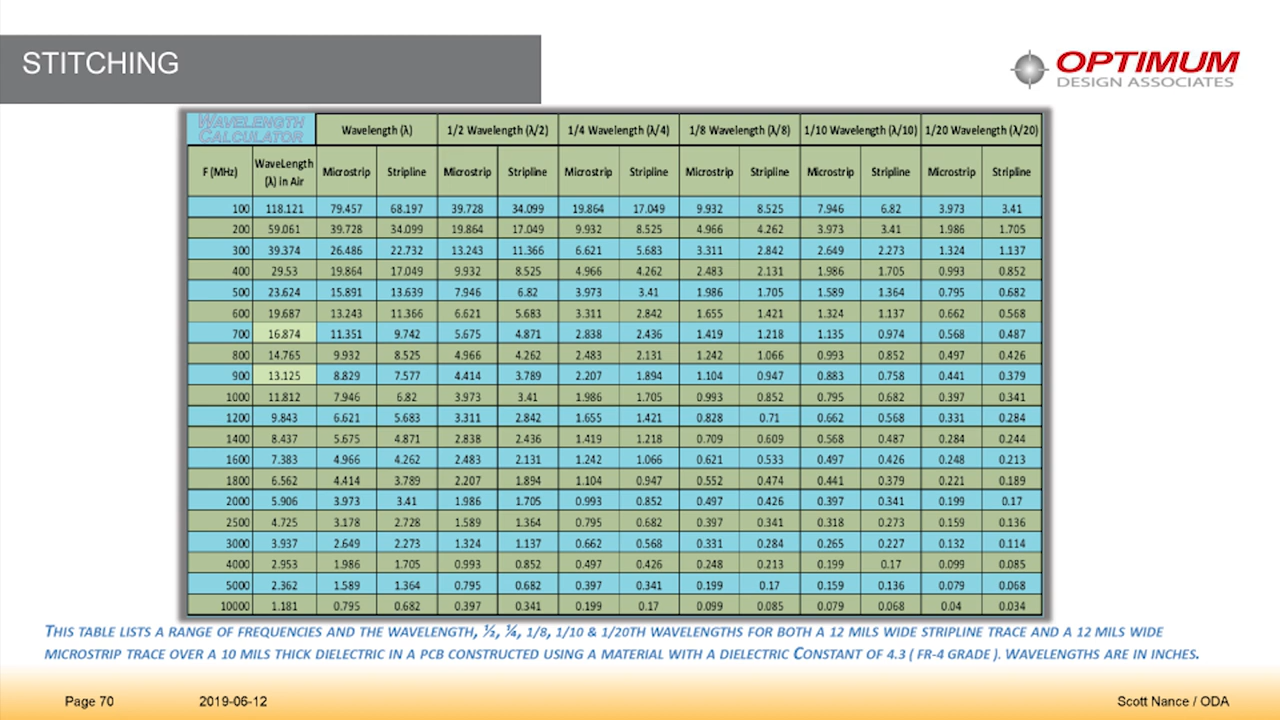 STITCHING
OPTIMUM
DESIGN ASSOCIATES
WAVELENGTH CALCULATOR Wavelength (λ) 1/2 Wavelength (λ/2) 1/4 Wavelength (λ/4) 1/8 Wavelength (λ/8) 1/10 Wavelength (λ/10) 1/20 Wavelength (λ/20)
F (MHz) WaveLength (λ) in Air Microstrip Stripline Microstrip Stripline Microstrip Stripline Microstrip Stripline Microstrip Stripline Microstrip Stripline
100 118.121 79.457 68.197 39.728 34.099 19.864 17.049 9.932 8.525 7.946 6.82 3.973 3.41
200 59.061 39.728 34.099 19.864 17.049 9.932 8.525 4.966 4.262 3.973 3.41 1.986 1.705
300 39.374 26.486 22.732 13.243 11.366 6.621 5.683 3.311 2.842 2.649 2.273 1.324 1.137
400 29.53 19.864 17.049 9.932 8.525 4.966 4.262 2.483 2.131 1.986 1.705 0.993 0.852
500 23.624 15.891 13.639 7.946 6.82 3.973 3.41 1.986 1.705 1.589 1.364 0.795 0.682
600 19.687 13.243 11.366 6.621 5.683 3.311 2.842 1.655 1.421 1.324 1.137 0.662 0.568
700 16.874 11.351 9.742 5.675 4.871 2.838 2.436 1.419 1.218 1.135 0.974 0.568 0.487
800 14.765 9.932 8.525 4.966 4.262 2.483 2.131 1.242 1.066 0.993 0.852 0.497 0.426
900 13.125 8.829 7.577 4.414 3.789 2.207 1.894 1.104 0.947 0.883 0.758 0.441 0.379
1000 11.812 7.946 6.82 3.973 3.41 1.986 1.705 0.993 0.852 0.795 0.682 0.397 0.341
1200 9.843 6.621 5.683 3.311 2.842 1.655 1.421 0.828 0.71 0.662 0.568 0.331 0.284
1400 8.437 5.675 4.871 2.838 2.436 1.419 1.218 0.709 0.609 0.568 0.487 0.284 0.244
1600 7.383 4.966 4.262 2.483 2.131 1.242 1.066 0.621 0.533 0.497 0.426 0.248 0.213
1800 6.562 4.414 3.789 2.207 1.894 1.104 0.947 0.552 0.474 0.441 0.379 0.221 0.189
2000 5.906 3.973 3.41 1.986 1.705 0.993 0.852 0.497 0.426 0.397 0.341 0.199 0.17
2500 4.725 3.178 2.728 1.589 1.364 0.795 0.682 0.397 0.341 0.318 0.273 0.159 0.136
3000 3.937 2.649 2.273 1.324 1.137 0.662 0.568 0.331 0.284 0.265 0.227 0.132 0.114
4000 2.953 1.986 1.705 0.993 0.852 0.497 0.426 0.248 0.213 0.199 0.17 0.099 0.085
5000 2.362 1.589 1.364 0.795 0.682 0.397 0.341 0.199 0.17 0.159 0.136 0.079 0.068
10000 1.181 0.795 0.682 0.397 0.341 0.199 0.17 0.099 0.085 0.079 0.068 0.04 0.034
THIS TABLE LISTS A RANGE OF FREQUENCIES AND THE WAVELENGTH, ½, ¼, 1/8, 1/10 & 1/20TH WAVELENGTHS FOR BOTH A 12 MILS WIDE STRIPLINE TRACE AND A 12 MILS WIDE
MICROSTRIP TRACE OVER A 10 MILS THICK DIELECTRIC IN A PCB CONSTRUCTED USING A MATERIAL WITH A DIELECTRIC CONSTANT OF 4.3 ( FR-4 GRADE ). WAVELENGTHS ARE IN INCHES.
Page 70 2019-06-12 Scott Nance / ODA